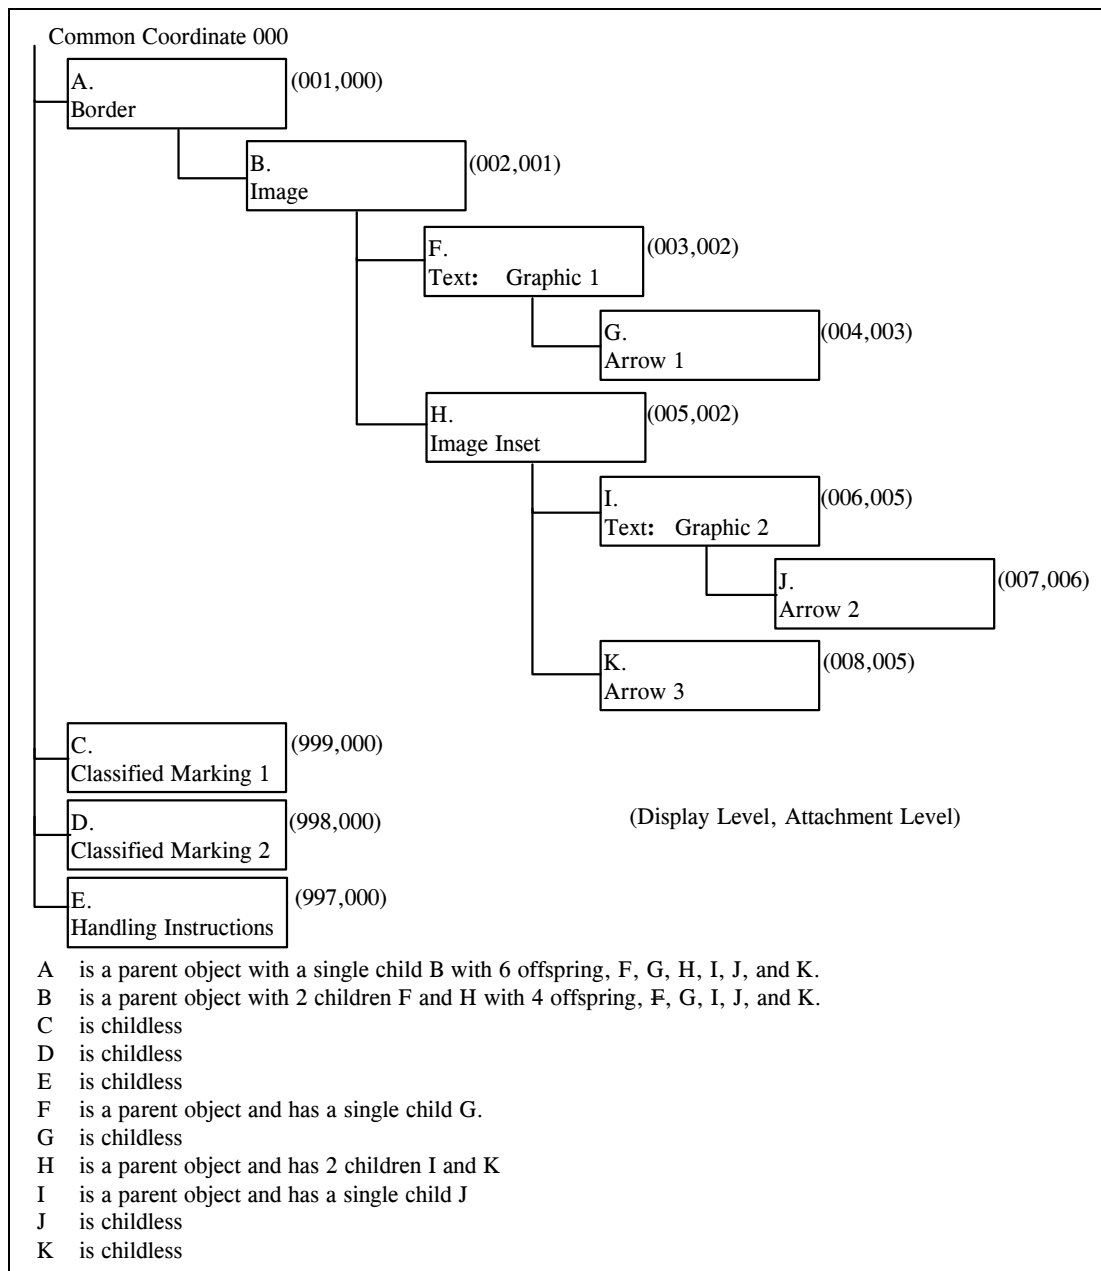 Common Coordinate 000
A.
Border
(001,000)
B.
Image
(002,001)
F.
Text: Graphic 1
(003,002)
G.
Arrow 1
(004,003)
H.
Image Inset
(005,002)
I.
Text: Graphic 2
(006,005)
J.
Arrow 2
(007,006)
K.
Arrow 3
(008,005)
C.
Classified Marking 1
(999,000)
D.
Classified Marking 2
(998,000)
(Display Level, Attachment Level)
E.
Handling Instructions
(997,000)
A is a parent object with a single child B with 6 offspring, F, G, H, I, J, and K.
B is a parent object with 2 children F and H with 4 offspring, F, G, I, J, and K.
C is childless
D is childless
E is childless
F is a parent object and has a single child G.
G is childless
H is a parent object and has 2 children I and K
I is a parent object and has a single child J
J is childless
K is childless